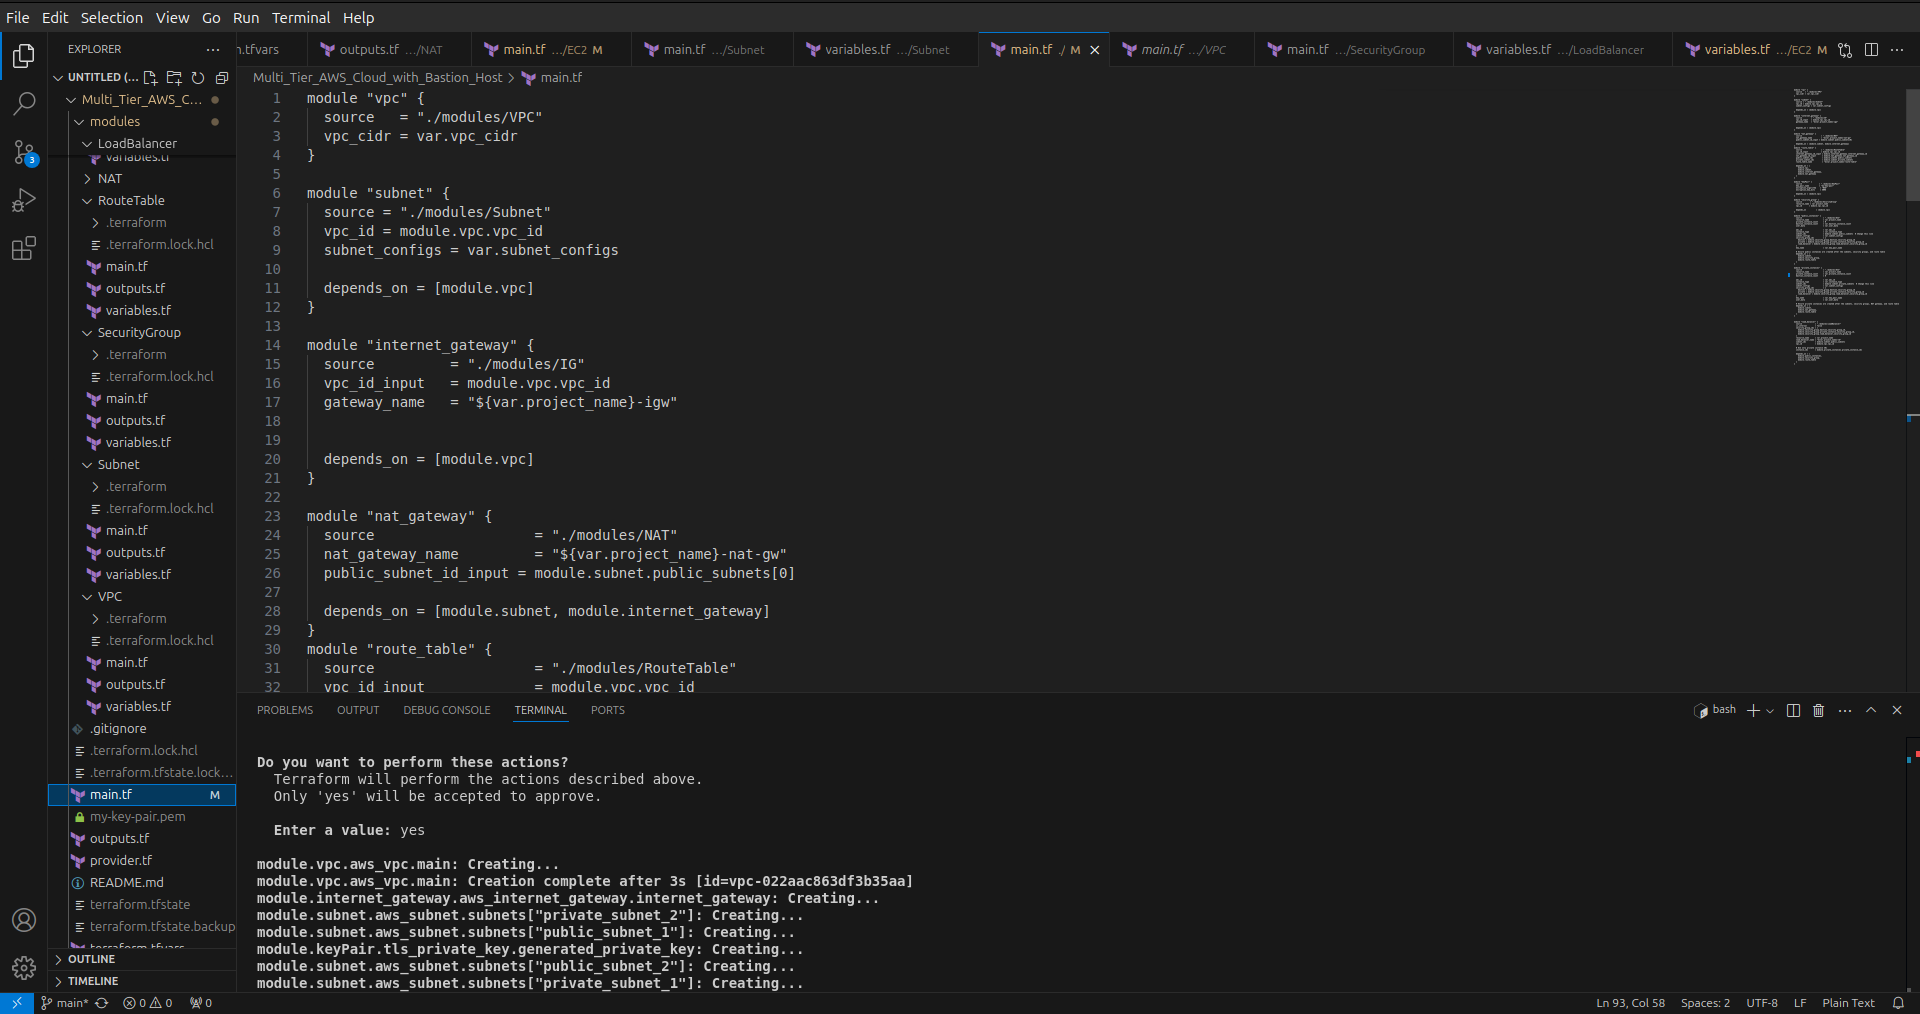 File Edit Selection View Go Run Terminal Help
EXPLORER
n.tfvars
outputs.tf .../NAT
main.tf .../EC2 M
main.tf .../Subnet
variables.tf .../Subnet
main.tf ./ M
main.tf .../VPC
main.tf .../SecurityGroup
variables.tf .../LoadBalancer
variables.tf .../EC2 M
UNTITLED (...
Multi_Tier_AWS_C...
modules
LoadBalancer
variables.tf
NAT
RouteTable
.terraform
.terraform.lock.hcl
main.tf
outputs.tf
variables.tf
SecurityGroup
.terraform
.terraform.lock.hcl
main.tf
outputs.tf
variables.tf
Subnet
.terraform
.terraform.lock.hcl
main.tf
outputs.tf
variables.tf
VPC
.terraform
.terraform.lock.hcl
main.tf
outputs.tf
variables.tf
.gitignore
.terraform.lock.hcl
.terraform.tfstate.lock...
main.tf M
my-key-pair.pem
outputs.tf
provider.tf
README.md
terraform.tfstate
terraform.tfstate.backup
terraform.tfvars
OUTLINE
TIMELINE
3
Multi_Tier_AWS_Cloud_with_Bastion_Host > main.tf
1 module "vpc" {
2 source   = "./modules/VPC"
3 vpc_cidr = var.vpc_cidr
4 }
5
6 module "subnet" {
7 source = "./modules/Subnet"
8 vpc_id = module.vpc.vpc_id
9 subnet_configs = var.subnet_configs
10
11 depends_on = [module.vpc]
12 }
13
14 module "internet_gateway" {
15 source         = "./modules/IG"
16 vpc_id_input   = module.vpc.vpc_id
17 gateway_name   = "${var.project_name}-igw"
18
19
20 depends_on = [module.vpc]
21 }
22
23 module "nat_gateway" {
24 source                   = "./modules/NAT"
25 nat_gateway_name         = "${var.project_name}-nat-gw"
26 public_subnet_id_input = module.subnet.public_subnets[0]
27
28 depends_on = [module.subnet, module.internet_gateway]
29 }
30 module "route_table" {
31 source                   = "./modules/RouteTable"
32 vpc_id_input             = module.vpc.vpc_id
PROBLEMS OUTPUT DEBUG CONSOLE TERMINAL PORTS
bash
Do you want to perform these actions?
Terraform will perform the actions described above.
Only 'yes' will be accepted to approve.
Enter a value: yes
module.vpc.aws_vpc.main: Creating...
module.vpc.aws_vpc.main: Creation complete after 3s [id=vpc-022aac863df3b35aa]
module.internet_gateway.aws_internet_gateway.internet_gateway: Creating...
module.subnet.aws_subnet.subnets["private_subnet_2"]: Creating...
module.subnet.aws_subnet.subnets["public_subnet_1"]: Creating...
module.keyPair.tls_private_key.generated_private_key: Creating...
module.subnet.aws_subnet.subnets["public_subnet_2"]: Creating...
module.subnet.aws_subnet.subnets["private_subnet_1"]: Creating...
main* 0 0 0
Ln 93, Col 58 Spaces: 2 UTF-8 LF Plain Text